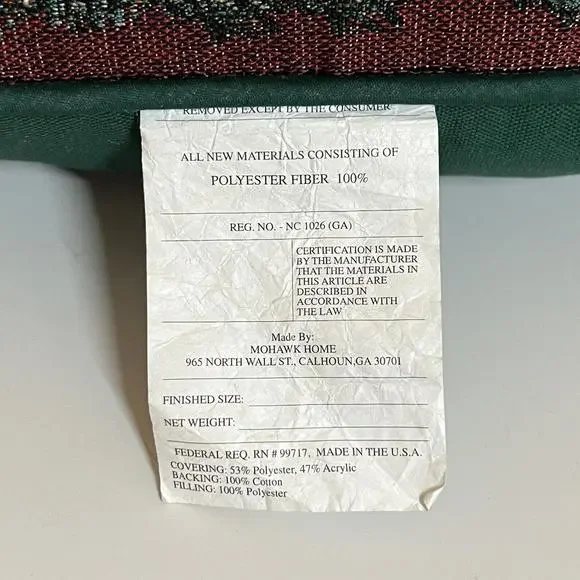 REMOVED EXCEPT BY THE CONSUMER
ALL NEW MATERIALS CONSISTING OF
POLYESTER FIBER 100%
REG. NO. - NC 1026 (GA)
CERTIFICATION IS MADE
BY THE MANUFACTURER
THAT THE MATERIALS IN
THIS ARTICLE ARE
DESCRIBED IN
ACCORDANCE WITH
THE LAW
Made By:
MOHAWK HOME
965 NORTH WALL ST., CALHOUN,GA 30701
FINISHED SIZE:
NET WEIGHT:
FEDERAL REQ. RN # 99717, MADE IN THE U.S.A.
COVERING: 53% Polyester, 47% Acrylic
BACKING: 100% Cotton
FILLING: 100% Polyester